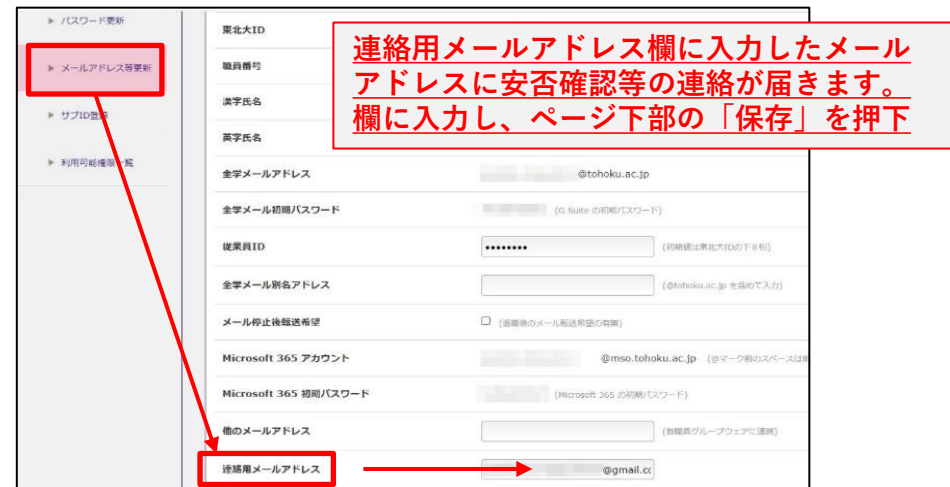 パスワード更新
メールアドレス等更新
サブID登録
利用可能権限一覧
連絡用メールアドレス欄に入力したメール
アドレスに安否確認等の連絡が届きます。
欄に入力し、ページ下部の「保存」を押下
東北大ID
職員番号
漢字氏名
英字氏名
全学メールアドレス @tohoku.ac.jp
全学メール初期パスワード (G Suite の初期パスワード)
従業員ID •••••••• (初期値は東北大IDの下8桁)
全学メール別名アドレス (@tohoku.ac.jp を含めて入力)
メール停止後転送希望 (退職後のメール転送希望の有無)
Microsoft 365 アカウント @mso.tohoku.ac.jp (@マーク前のスペースは
Microsoft 365 初期パスワード (Microsoft 365 の初期パスワード)
他のメールアドレス (教職員グループウェアに連携)
連絡用メールアドレス @gmail.cc